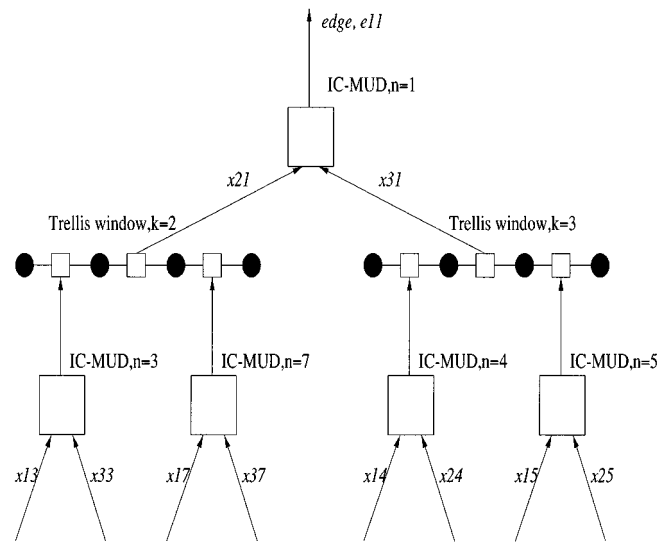 edge, e11
IC-MUD,n=1
x21
x31
Trellis window,k=2
Trellis window,k=3
IC-MUD,n=3
IC-MUD,n=7
IC-MUD,n=4
IC-MUD,n=5
x13
x33
x17
x37
x14
x24
x15
x25